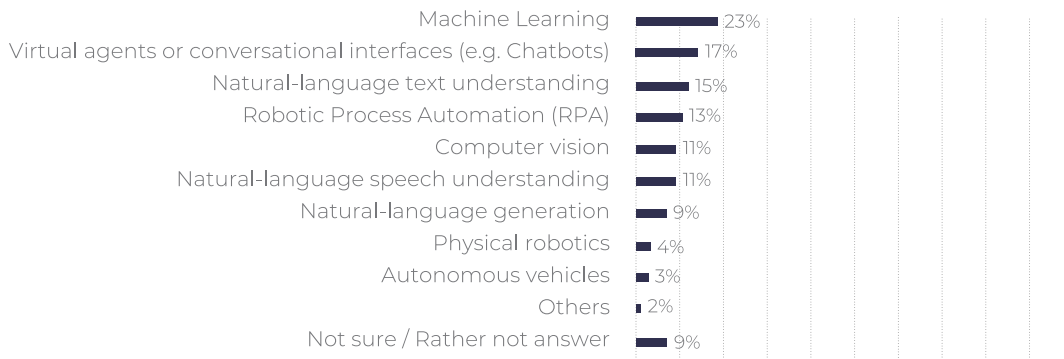 Machine Learning 23%
Virtual agents or conversational interfaces (e.g. Chatbots) 17%
Natural-language text understanding 15%
Robotic Process Automation (RPA) 13%
Computer vision 11%
Natural-language speech understanding 11%
Natural-language generation 9%
Physical robotics 4%
Autonomous vehicles 3%
Others 2%
Not sure / Rather not answer 9%